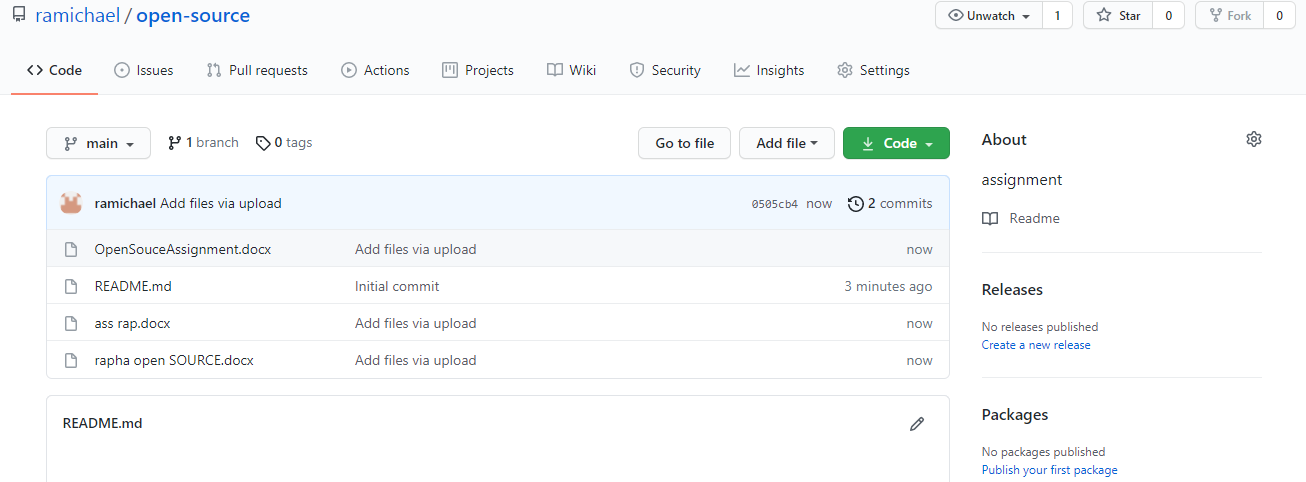 ramichael / open-source
Unwatch 1 Star 0 Fork 0
Code Issues Pull requests Actions Projects Wiki Security Insights Settings
main 1 branch 0 tags Go to file Add file Code
ramichael Add files via upload 0505cb4 now 2 commits
OpenSouceAssignment.docx Add files via upload now
README.md Initial commit 3 minutes ago
ass rap.docx Add files via upload now
rapha open SOURCE.docx Add files via upload now
README.md
About
assignment
Readme
Releases
No releases published
Create a new release
Packages
No packages published
Publish your first package